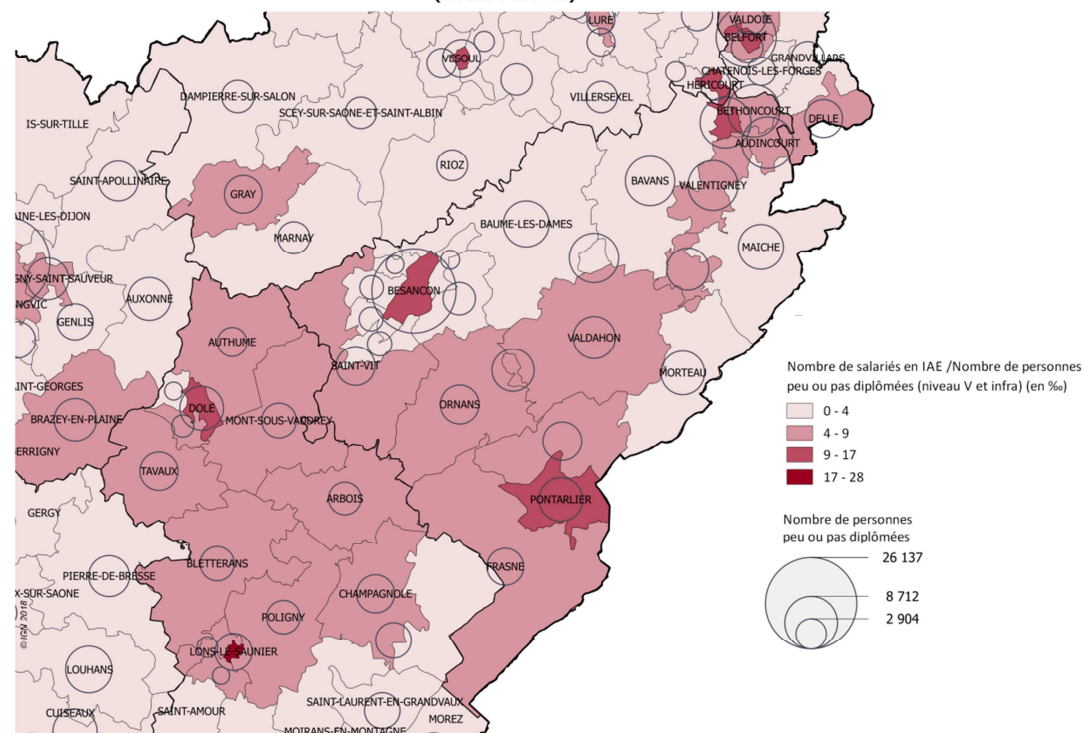 LURE
VALDOIE
BELFORT
VESOUL
GRANDVILLARS
CHATENOIS-LES-FORGES
HERICOURT
DAMPIERRE-SUR-SALON
VILLERSEXEL
SCEY-SUR-SAONE-ET-SAINT-ALBIN
BETHONCOURT
DELLE
IS-SUR-TILLE
AUDINCOURT
RIOZ
SAINT-APOLLINAIRE
BAVANS
VALENTIGNEY
GRAY
AINE-LES-DIJON
BAUME-LES-DAMES
MARNAY
MAICHE
GNY-SAINT-SAUVEUR
BESANCON
AUXONNE
NGVIC
GENLIS
VALDAHON
AUTHUME
SAINT-VIT
MORTEAU
INT-GEORGES
ORNANS
DOLE
BRAZEY-EN-PLAINE
MONT-SOUS-VAUDREY
ERRIGNY
TAVAUX
ARBOIS
PONTARLIER
GERGY
BLETTERANS
FRASNE
PIERRE-DE-BRESSE
X-SUR-SAONE
CHAMPAGNOLE
POLIGNY
LONS-LE-SAUNIER
LOUHANS
SAINT-LAURENT-EN-GRANDVAUX
CUISEAUX
SAINT-AMOUR
MOREZ
MOIRANS-EN-MONTAGNE
©IGN 2018
Nombre de salariés en IAE /Nombre de personnes
peu ou pas diplômées (niveau V et infra) (en ‰)
0 - 4
4 - 9
9 - 17
17 - 28
Nombre de personnes
peu ou pas diplômées
26 137
8 712
2 904